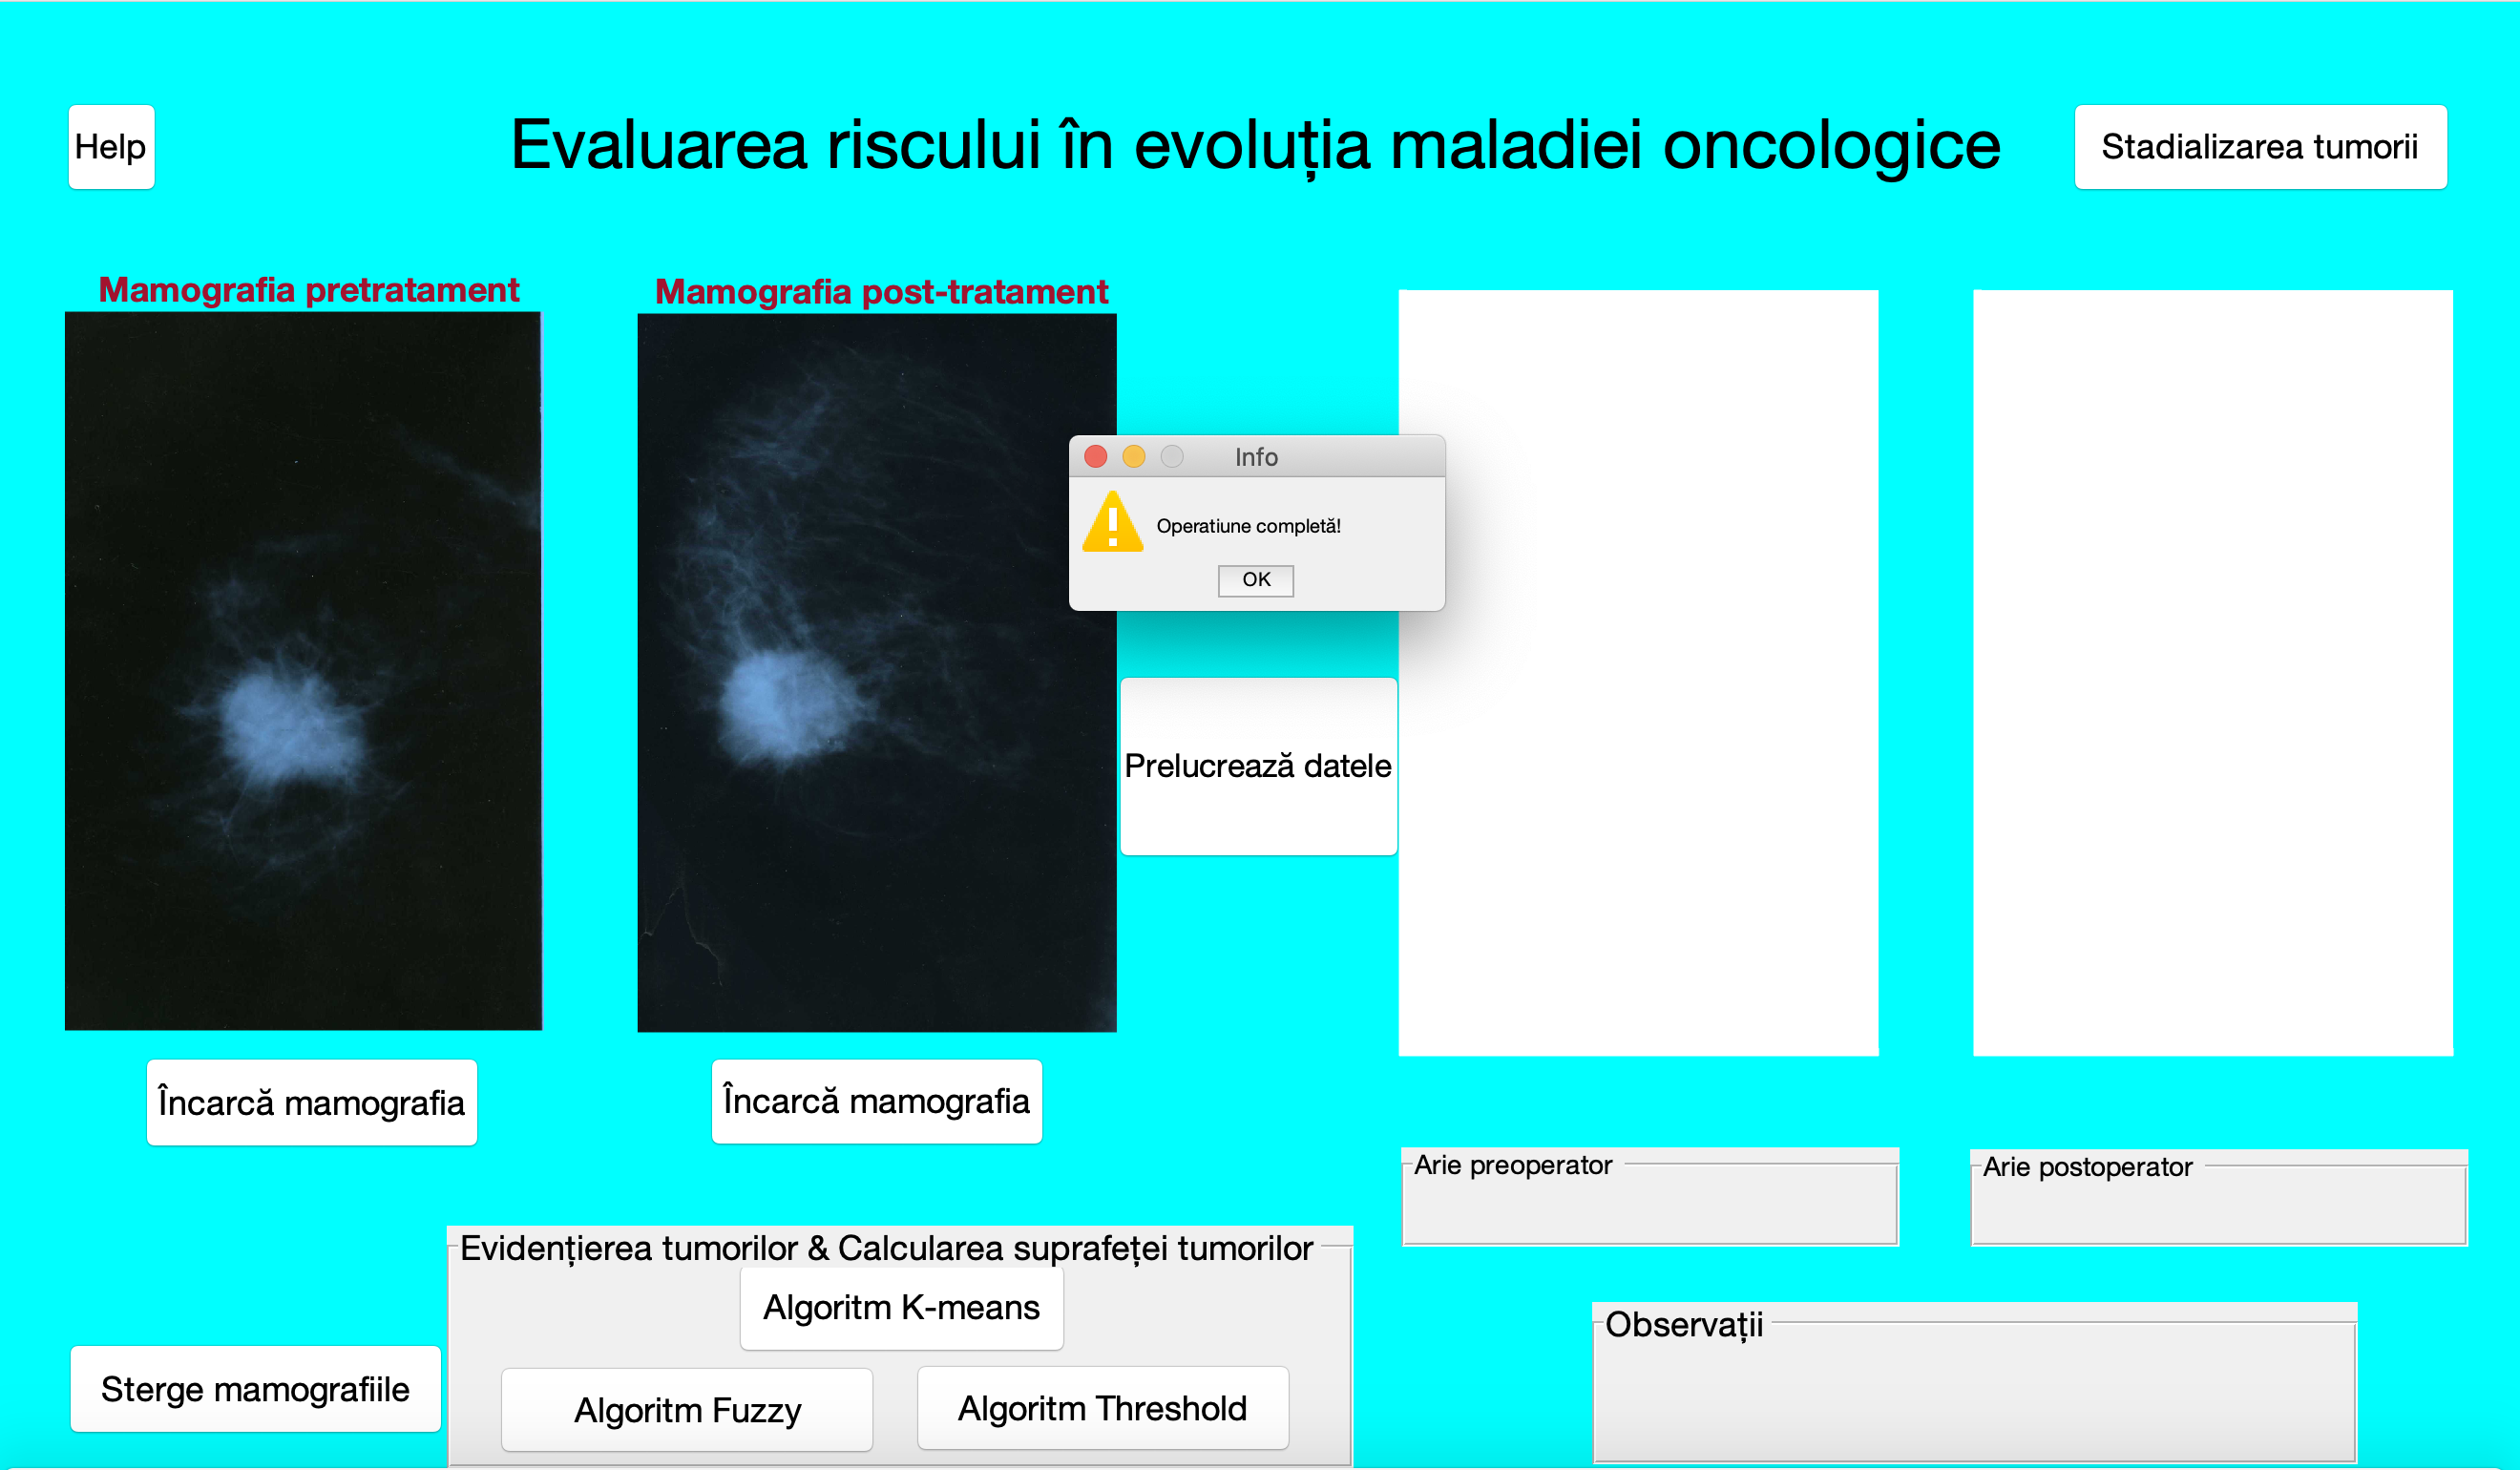 Help
Evaluarea riscului în evoluția maladiei oncologice
Stadializarea tumorii
Mamografia pretratament
Mamografia post-tratament
Info
Operatiune completă!
OK
Prelucrează datele
Încarcă mamografia
Încarcă mamografia
Arie preoperator
Arie postoperator
Evidențierea tumorilor & Calcularea suprafeței tumorilor
Algoritm K-means
Observații
Sterge mamografiile
Algoritm Fuzzy
Algoritm Threshold